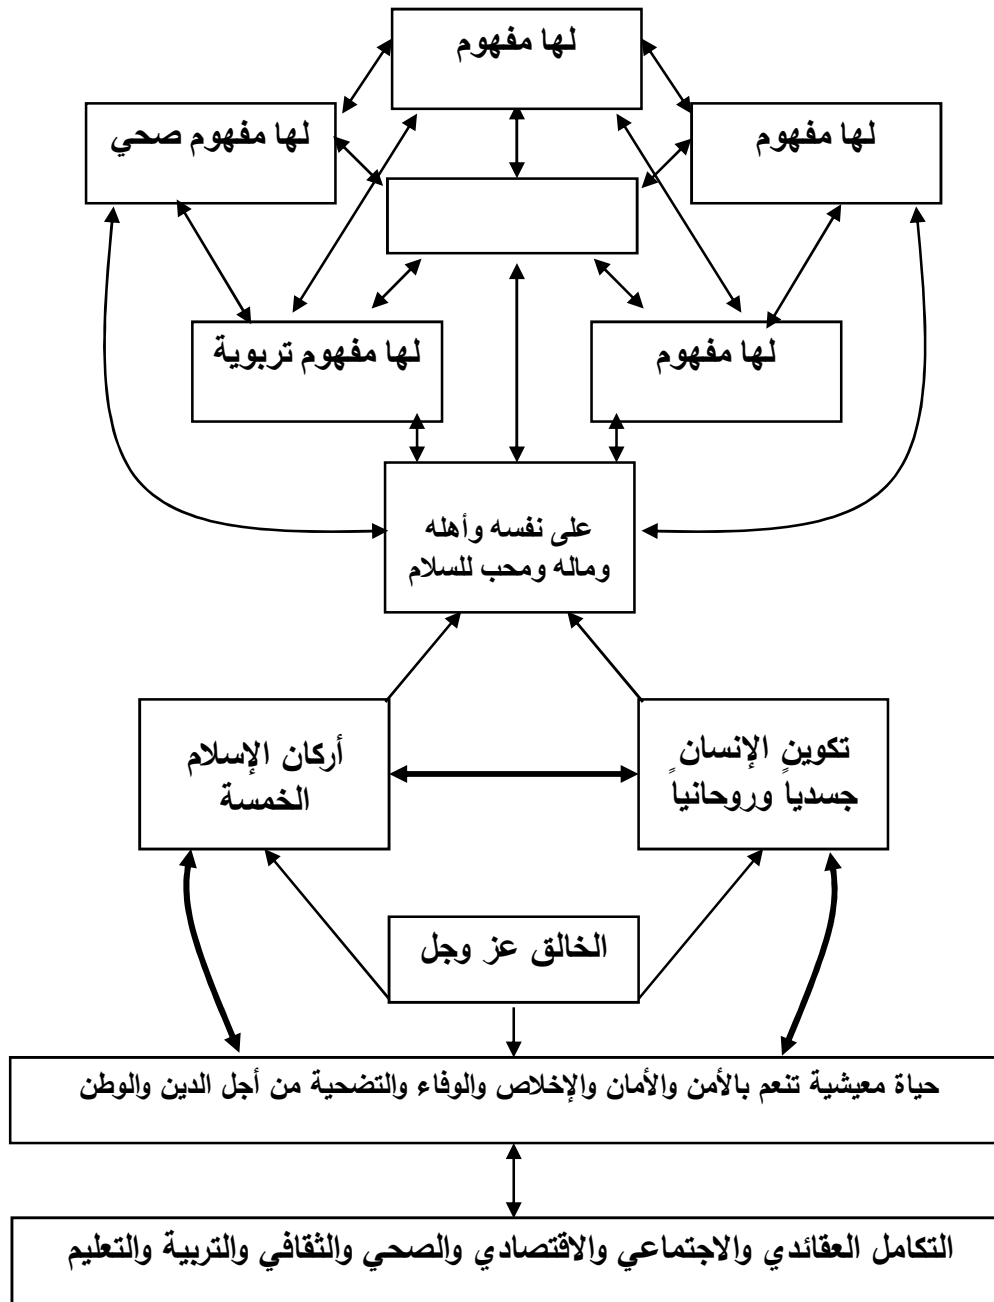 لها مفهوم
لها مفهوم
لها مفهوم صحي
لها مفهوم
لها مفهوم تربوية
على نفسه وأهله
وماله ومحب للسلام
تكوين الإنسان
جسدياً وروحانياً
أركان الإسلام
الخمسة
الخالق عز وجل
حياة معيشية تنعم بالأمن والأمان والإخلاص والوفاء والتضحية من أجل الدين والوطن
التكامل العقائدي والاجتماعي والاقتصادي والصحي والثقافي والتربية والتعليم